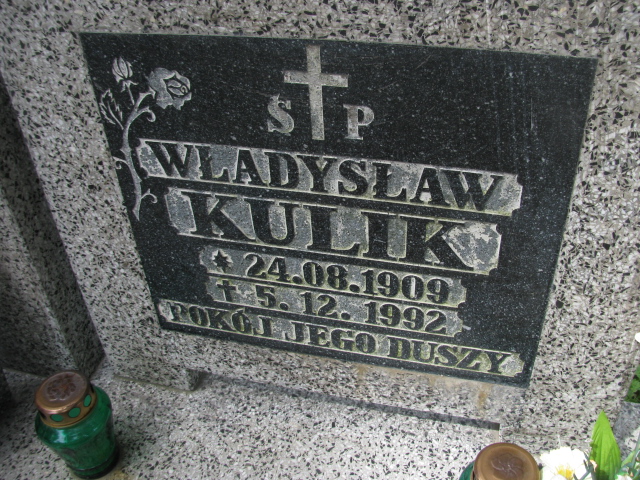 S P
WŁADYSŁAW
KULIK
* 24.08.1909
† 5.12.1992
POKÓJ JEGO DUSZY